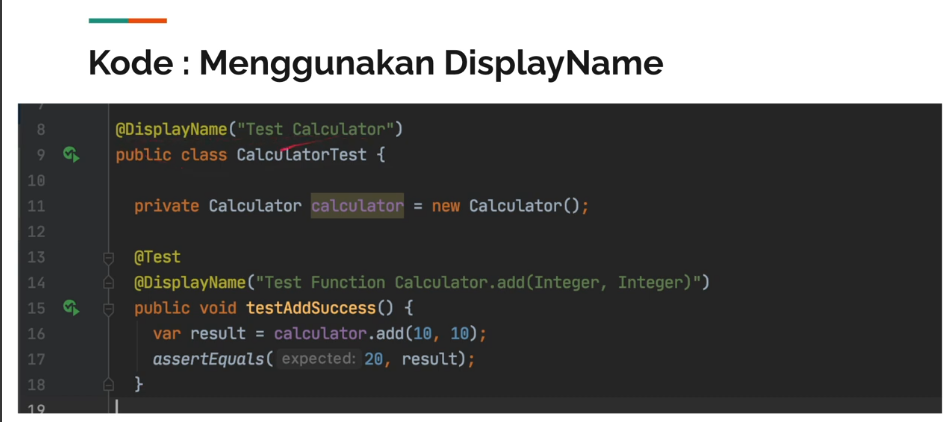 Kode : Menggunakan DisplayName
7
8 @DisplayName("Test Calculator")
9 public class CalculatorTest {
10
11 private Calculator calculator = new Calculator();
12
13 @Test
14 @DisplayName("Test Function Calculator.add(Integer, Integer)")
15 public void testAddSuccess() {
16 var result = calculator.add(10, 10);
17 assertEquals( expected: 20, result);
18 }
19